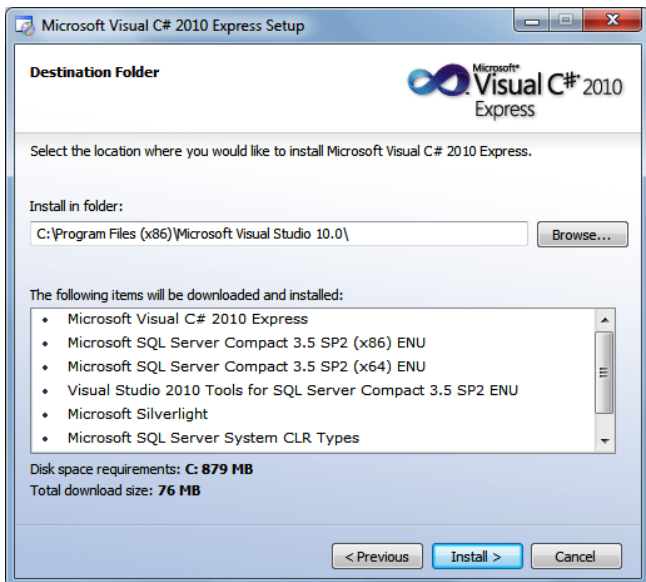 Microsoft Visual C# 2010 Express Setup
Destination Folder
Microsoft®
Visual C# 2010
Express
Select the location where you would like to install Microsoft Visual C# 2010 Express.
Install in folder:
C:\Program Files (x86)\Microsoft Visual Studio 10.0\
Browse...
The following items will be downloaded and installed:
• Microsoft Visual C# 2010 Express
• Microsoft SQL Server Compact 3.5 SP2 (x86) ENU
• Microsoft SQL Server Compact 3.5 SP2 (x64) ENU
• Visual Studio 2010 Tools for SQL Server Compact 3.5 SP2 ENU
• Microsoft Silverlight
• Microsoft SQL Server System CLR Types
Disk space requirements: C: 879 MB
Total download size: 76 MB
< Previous
Install >
Cancel